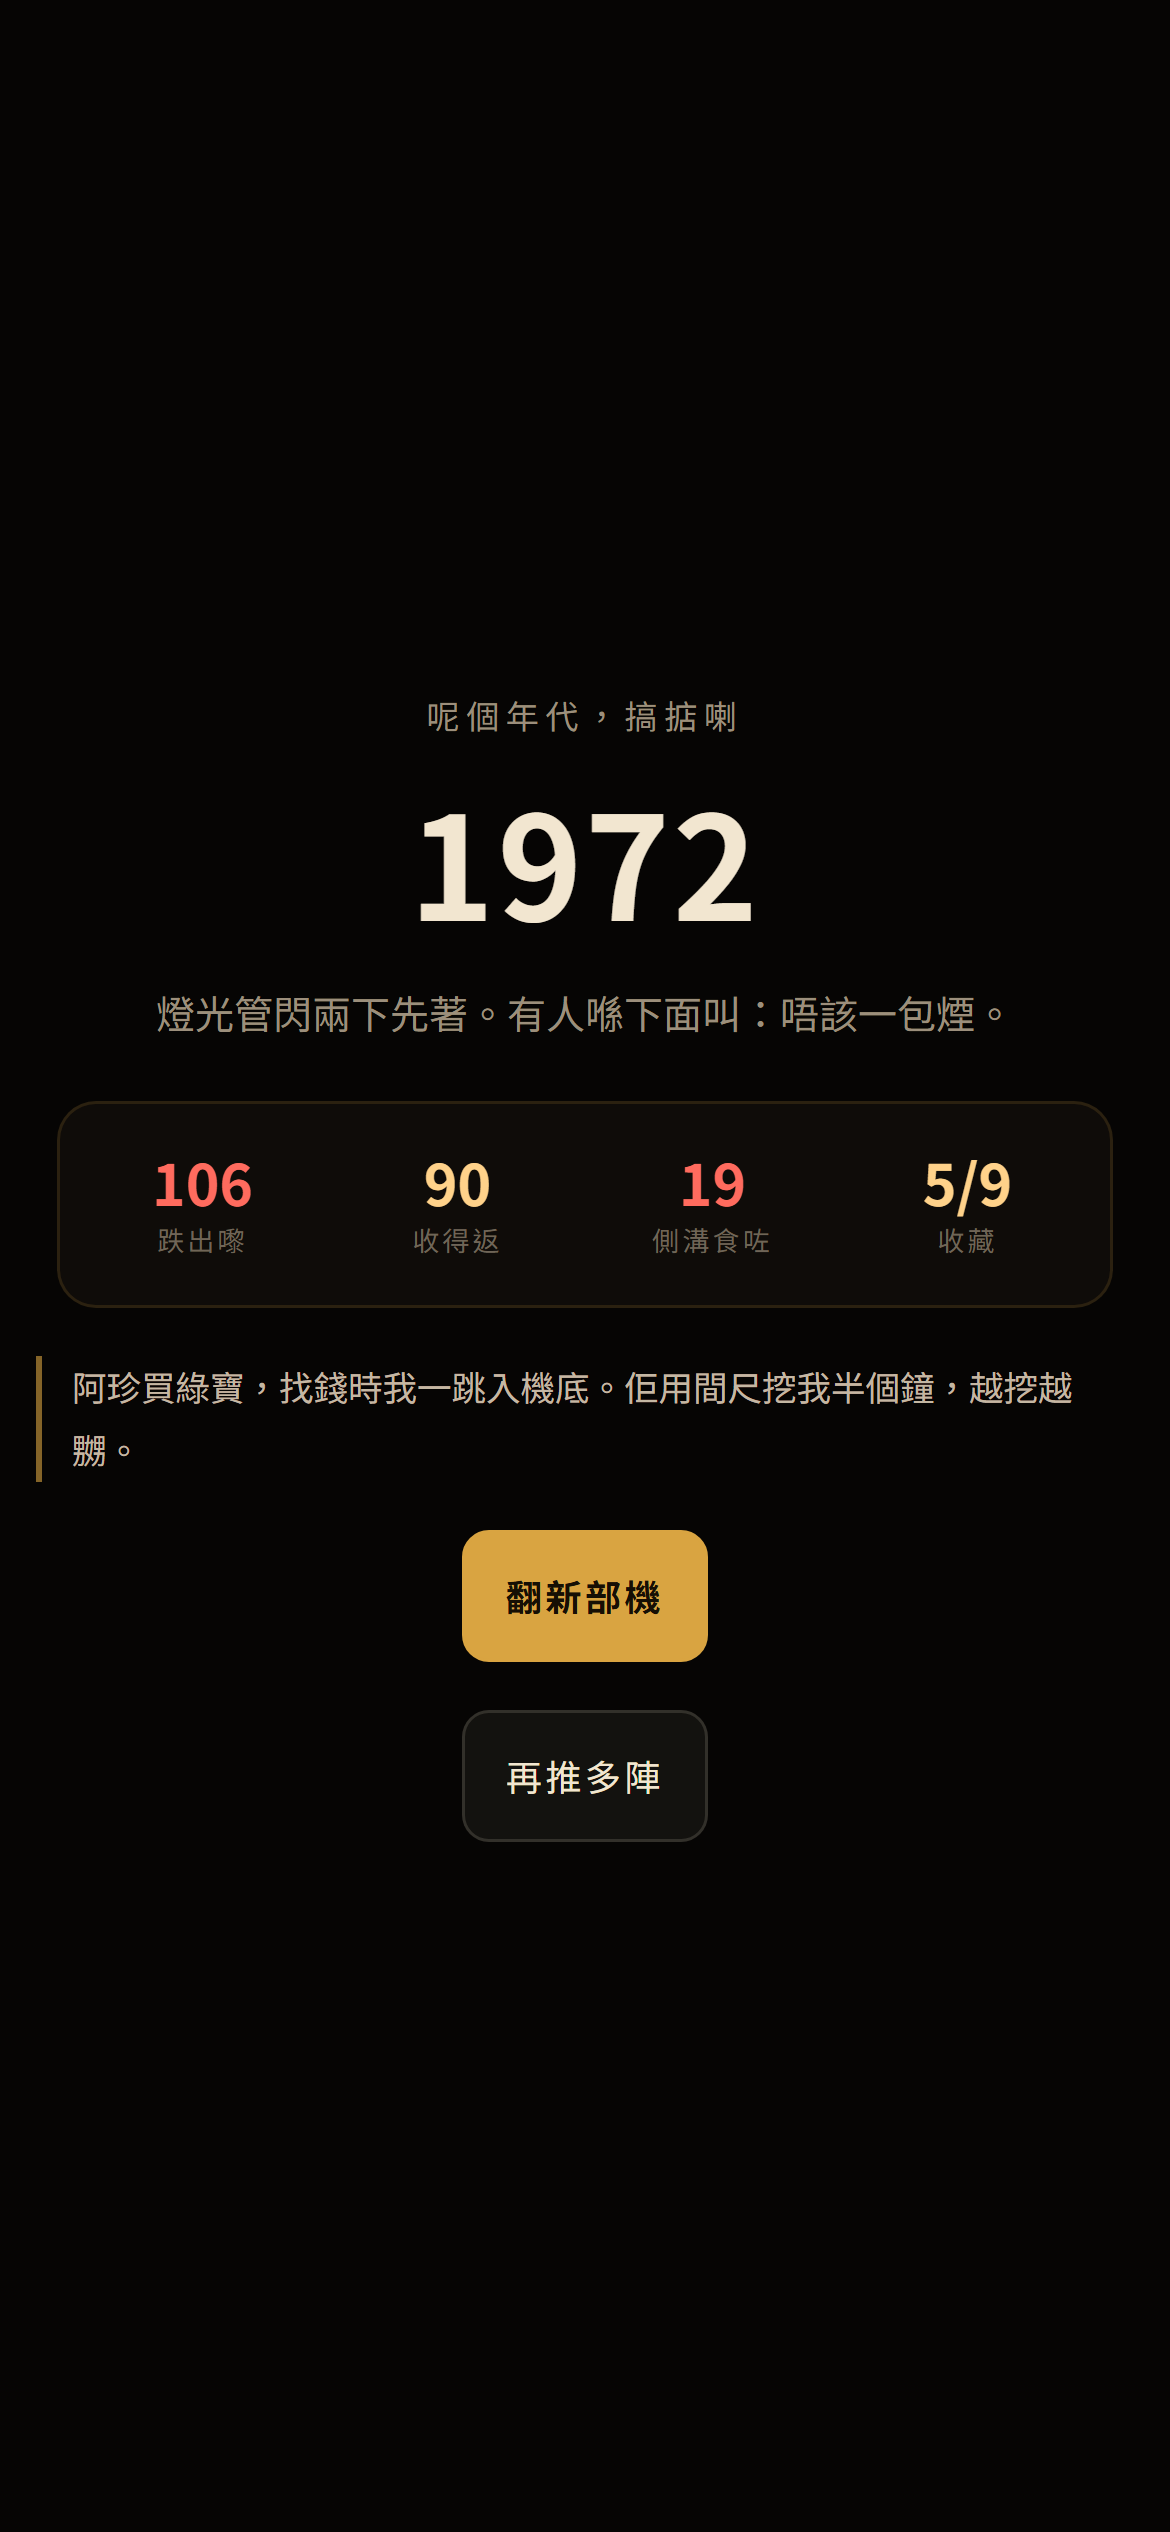 呢個年代，搞掂喇
1972
燈光管閃兩下先著。有人喺下面叫：唔該一包煙。
106 90 19 5/9
跌出嚟 收得返 側溝食咗 收藏
阿珍買綠寶，找錢時我一跳入機底。佢用間尺挖我半個鐘，越挖越
嬲。
翻新部機
再推多陣